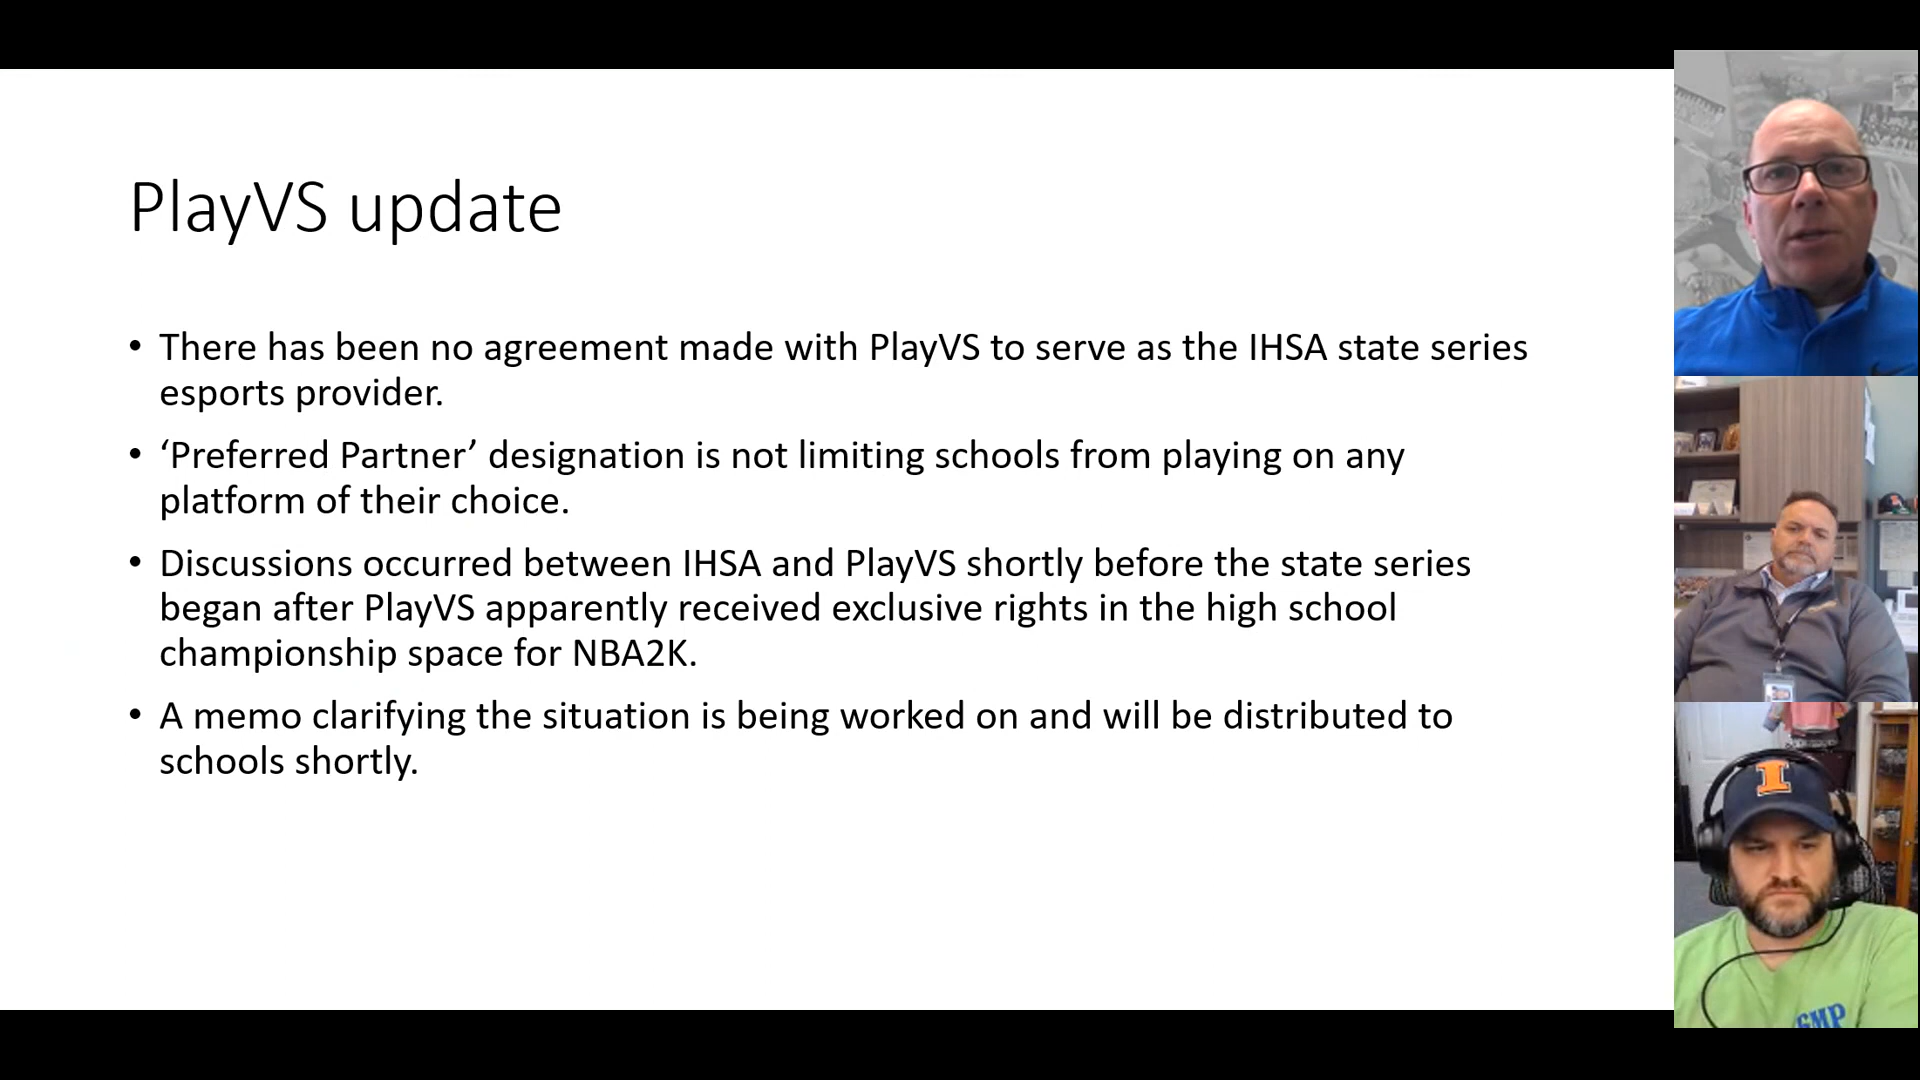 PlayVS update
• There has been no agreement made with PlayVS to serve as the IHSA state series
esports provider.
• ‘Preferred Partner’ designation is not limiting schools from playing on any
platform of their choice.
• Discussions occurred between IHSA and PlayVS shortly before the state series
began after PlayVS apparently received exclusive rights in the high school
championship space for NBA2K.
• A memo clarifying the situation is being worked on and will be distributed to
schools shortly.
I